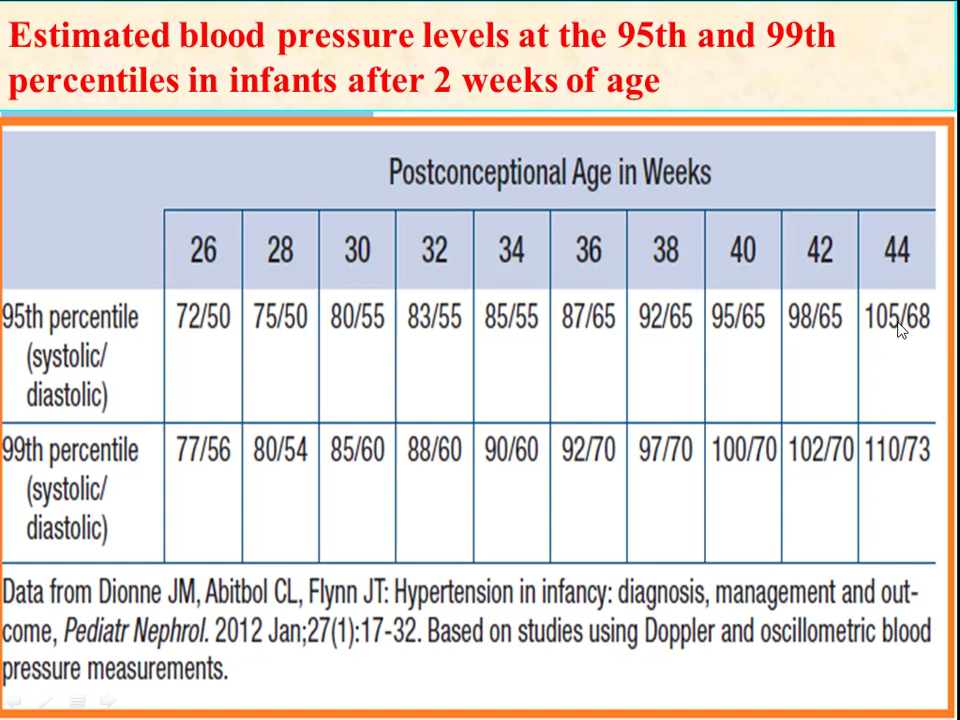 Estimated blood pressure levels at the 95th and 99th
percentiles in infants after 2 weeks of age
Postconceptional Age in Weeks
26 28 30 32 34 36 38 40 42 44
95th percentile 72/50 75/50 80/55 83/55 85/55 87/65 92/65 95/65 98/65 105/68
(systolic/
diastolic)
99th percentile 77/56 80/54 85/60 88/60 90/60 92/70 97/70 100/70 102/70 110/73
(systolic/
diastolic)
Data from Dionne JM, Abitbol CL, Flynn JT: Hypertension in infancy: diagnosis, management and out-
come, Pediatr Nephrol. 2012 Jan;27(1):17-32. Based on studies using Doppler and oscillometric blood
pressure measurements.